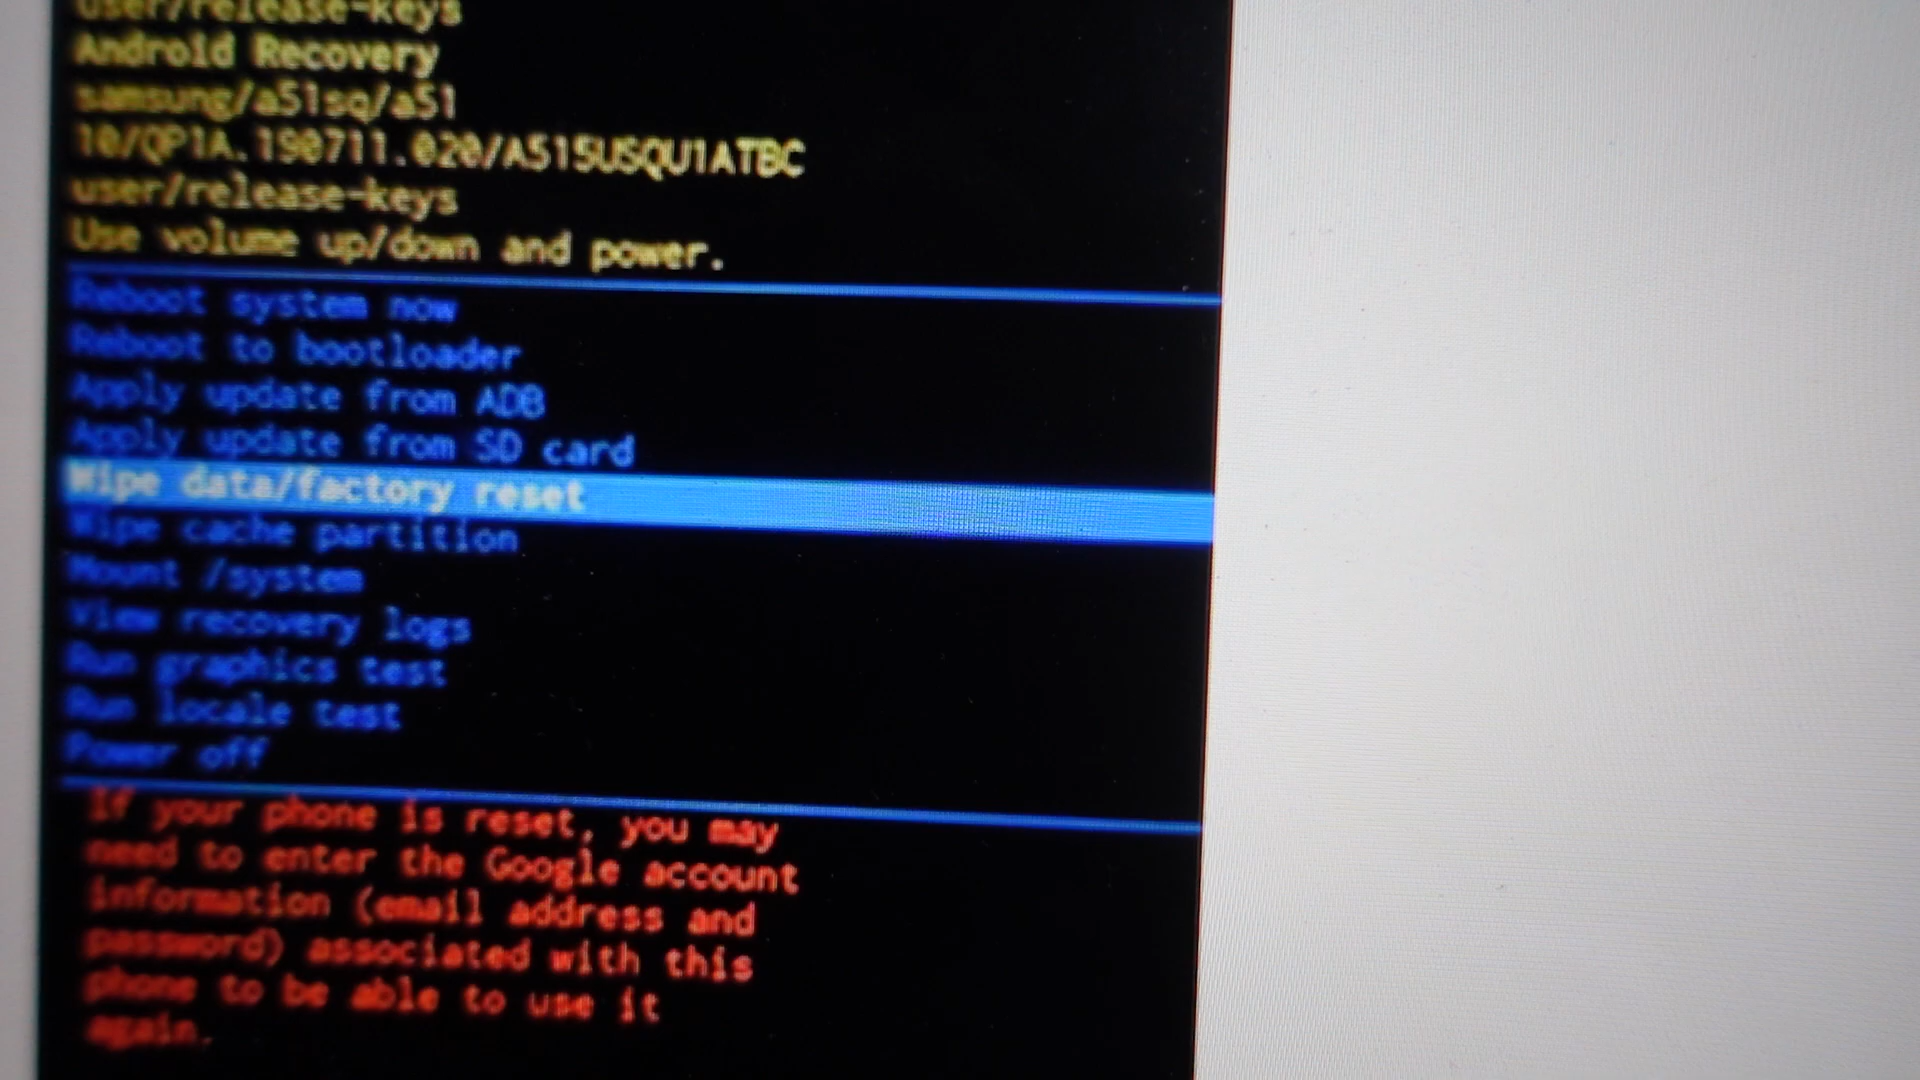 user/release-keys
Android Recovery
samsung/a51sq/a51
10/QP1A.190711.020/A515USQU1ATBC
user/release-keys
Use volume up/down and power.
Reboot system now
Reboot to bootloader
Apply update from ADB
Apply update from SD card
Wipe data/factory reset
Wipe cache partition
Mount /system
View recovery logs
Run graphics test
Run locale test
Power off
If your phone is reset, you may
need to enter the Google account
information (email address and
password) associated with this
phone to be able to use it
again.